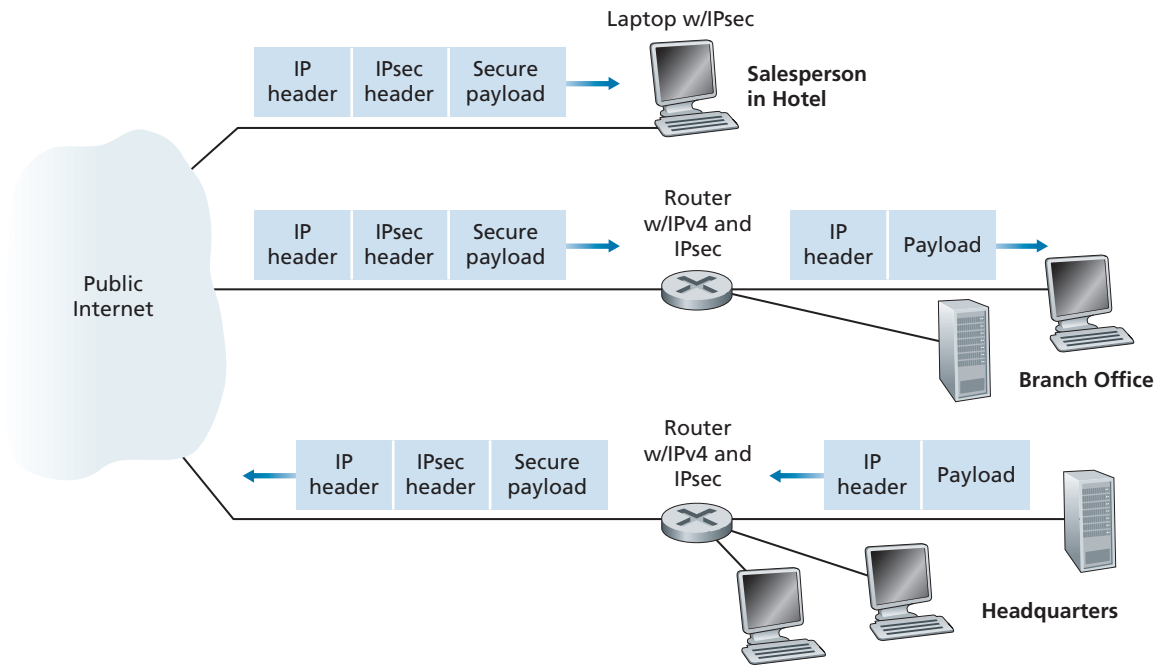 Laptop w/IPsec
IP
header
IPsec
header
Secure
payload
Salesperson
in Hotel
Public
Internet
IP
header
IPsec
header
Secure
payload
Router
w/IPv4 and
IPsec
IP
header
Payload
Branch Office
IP
header
IPsec
header
Secure
payload
Router
w/IPv4 and
IPsec
IP
header
Payload
Headquarters